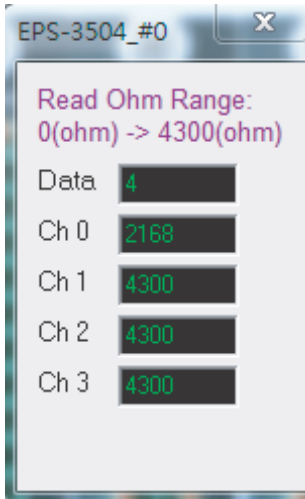 EPS-3504_#0
x
Read Ohm Range:
0(ohm) -> 4300(ohm)
Data 4
Ch 0 2168
Ch 1 4300
Ch 2 4300
Ch 3 4300